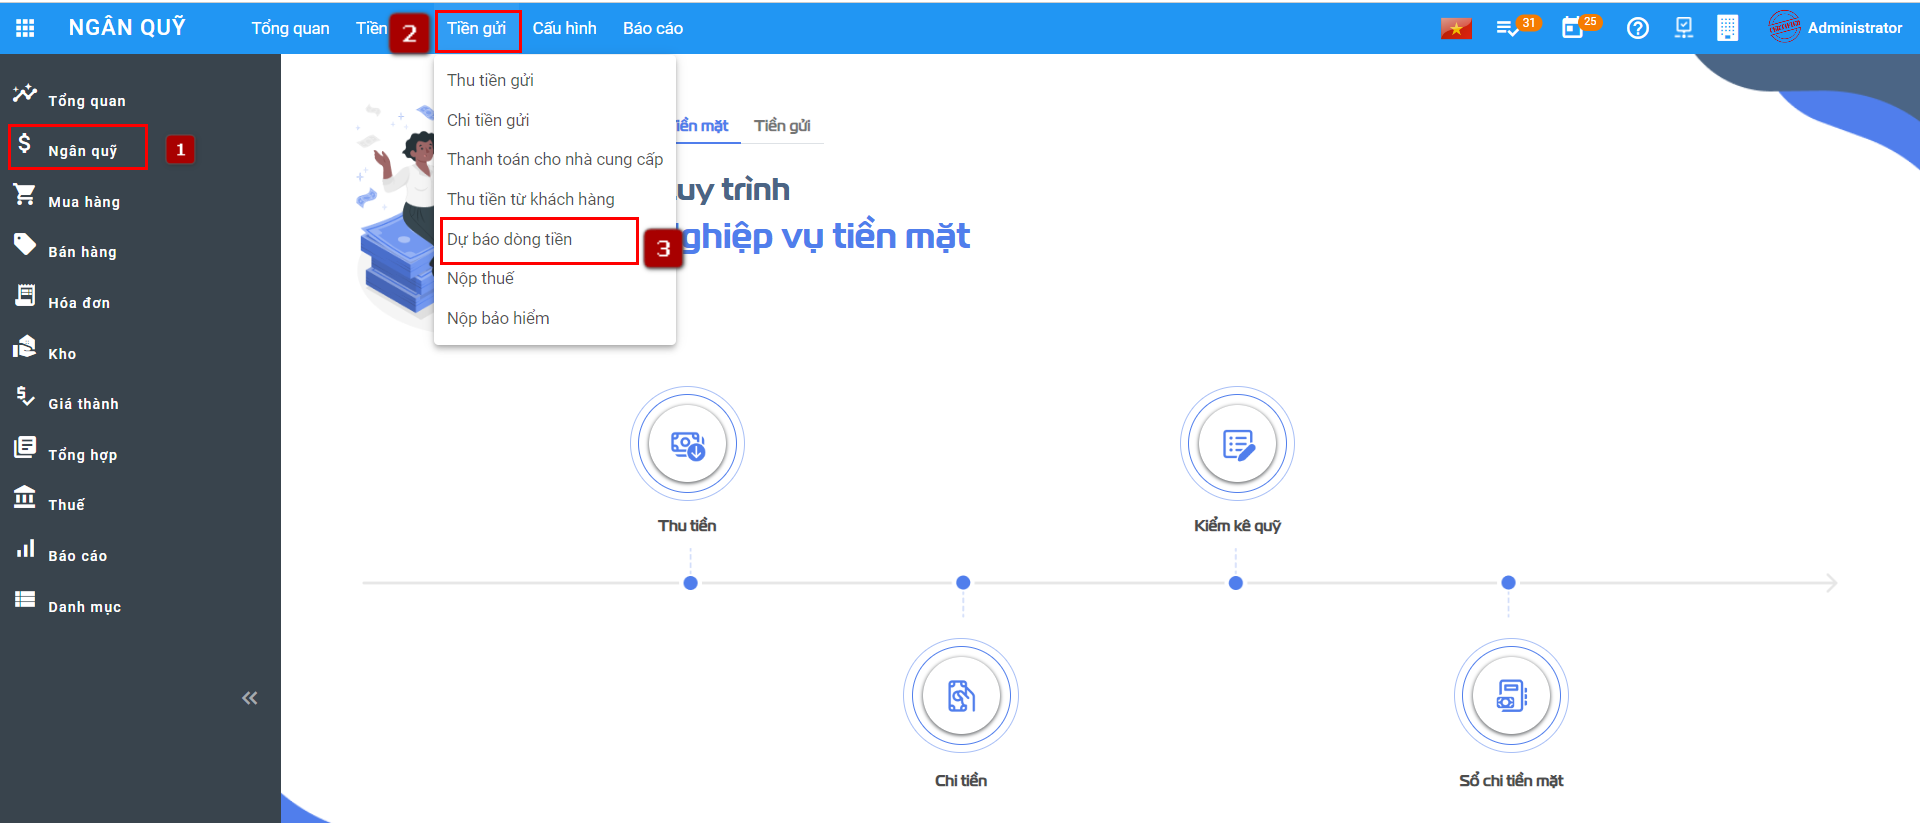 NGÂN QUỸ
Tổng quan
Tiền
2
Tiền gửi
Cấu hình
Báo cáo
31
25
Administrator
Tổng quan
Ngân quỹ
1
Mua hàng
Bán hàng
Hóa đơn
Kho
Giá thành
Tổng hợp
Thuế
Báo cáo
Danh mục
Thu tiền gửi
Chi tiền gửi
Thanh toán cho nhà cung cấp
Thu tiền từ khách hàng
Dự báo dòng tiền
3
Nộp thuế
Nộp bảo hiểm
iền mặt
Tiền gửi
uy trình
ghiệp vụ tiền mặt
Thu tiền
Kiểm kê quỹ
Chi tiền
Sổ chi tiền mặt